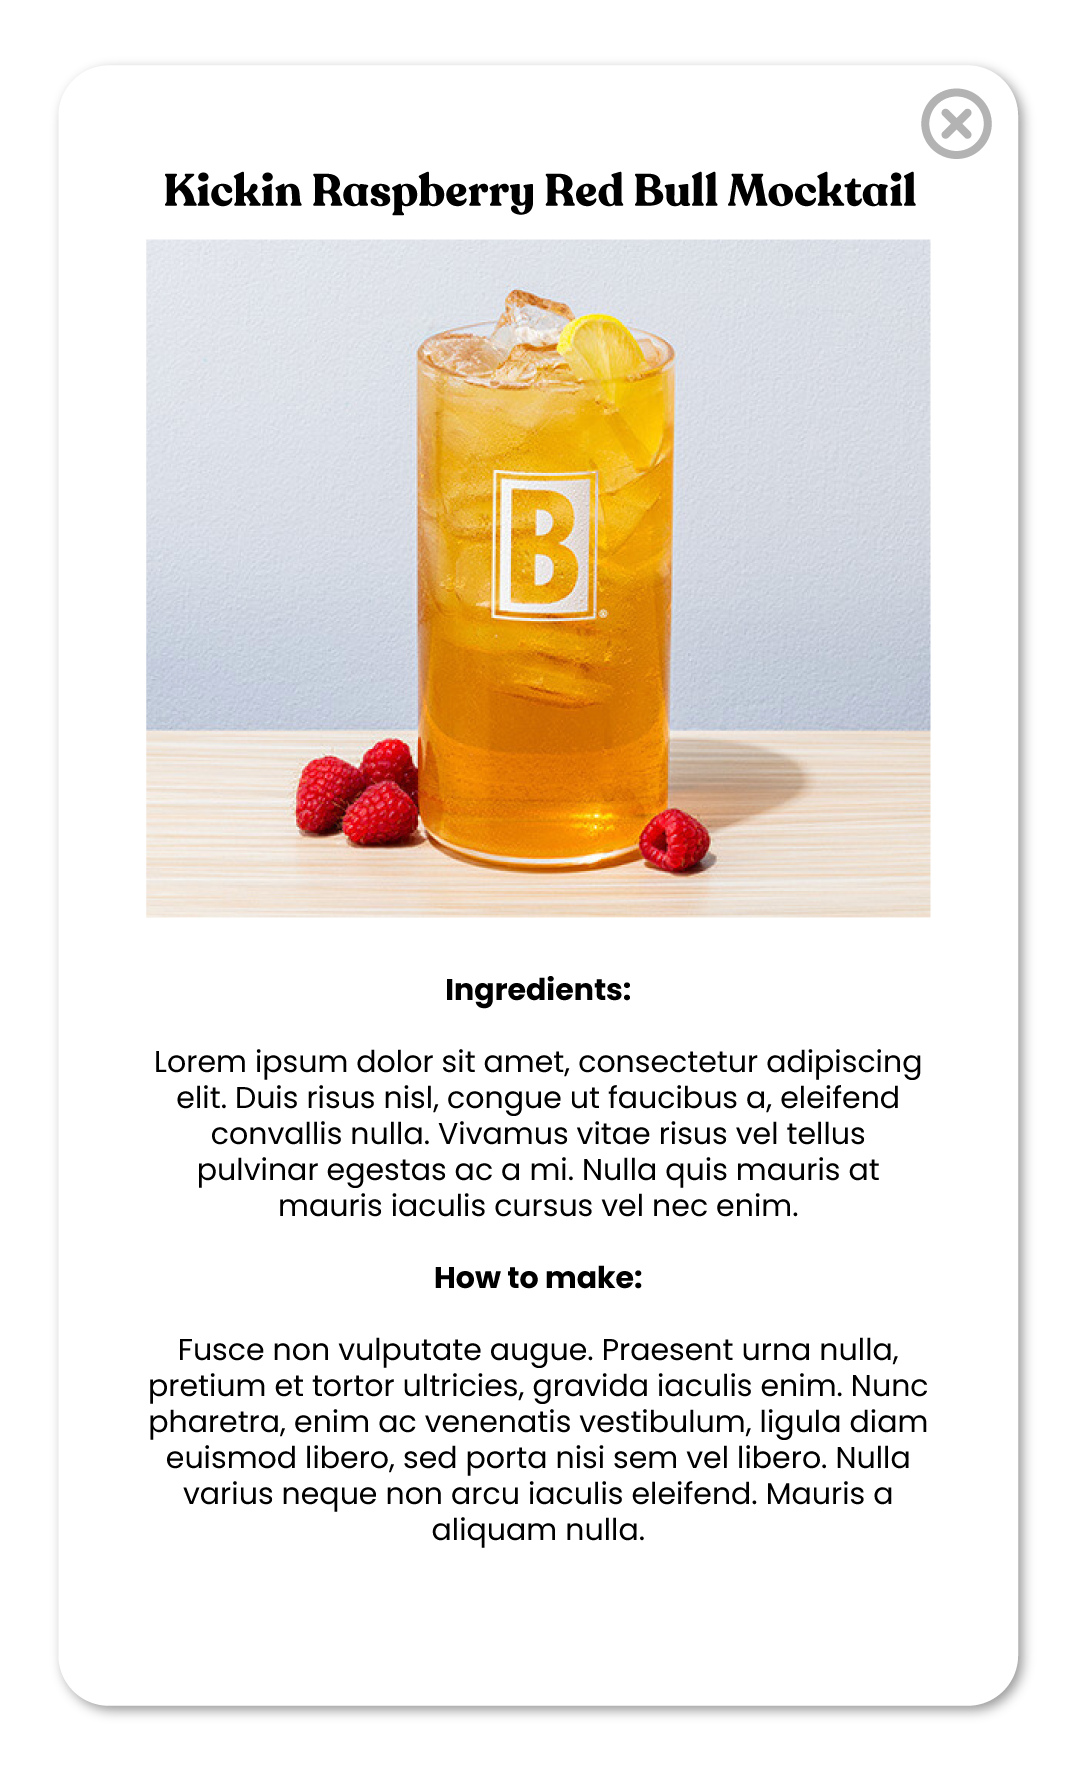 Kickin Raspberry Red Bull Mocktail
B
®
Ingredients:
Lorem ipsum dolor sit amet, consectetur adipiscing
elit. Duis risus nisl, congue ut faucibus a, eleifend
convallis nulla. Vivamus vitae risus vel tellus
pulvinar egestas ac a mi. Nulla quis mauris at
mauris iaculis cursus vel nec enim.
How to make:
Fusce non vulputate augue. Praesent urna nulla,
pretium et tortor ultricies, gravida iaculis enim. Nunc
pharetra, enim ac venenatis vestibulum, ligula diam
euismod libero, sed porta nisi sem vel libero. Nulla
varius neque non arcu iaculis eleifend. Mauris a
aliquam nulla.